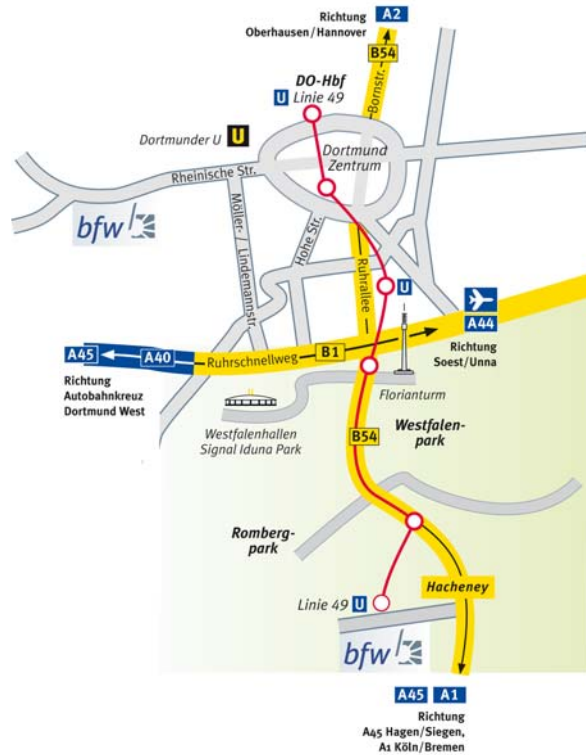 Richtung
Oberhausen/Hannover
A2
B54
Bornstr.
DO-Hbf
U Linie 49
Dortmunder U
U
Dortmund
Zentrum
Rheinische Str.
Möller- /
Lindemannstr.
Hohe Str.
bfw
Ruhrallee
U
A44
Richtung
Soest/Unna
A45
A40
Ruhrschnellweg
B1
Richtung
Autobahnkreuz
Dortmund West
Florianturm
Westfalenhallen
Signal Iduna Park
B54
Westfalen-
park
Romberg-
park
Hacheney
Linie 49 U
bfw
A45 A1
Richtung
A45 Hagen/Siegen,
A1 Köln/Bremen